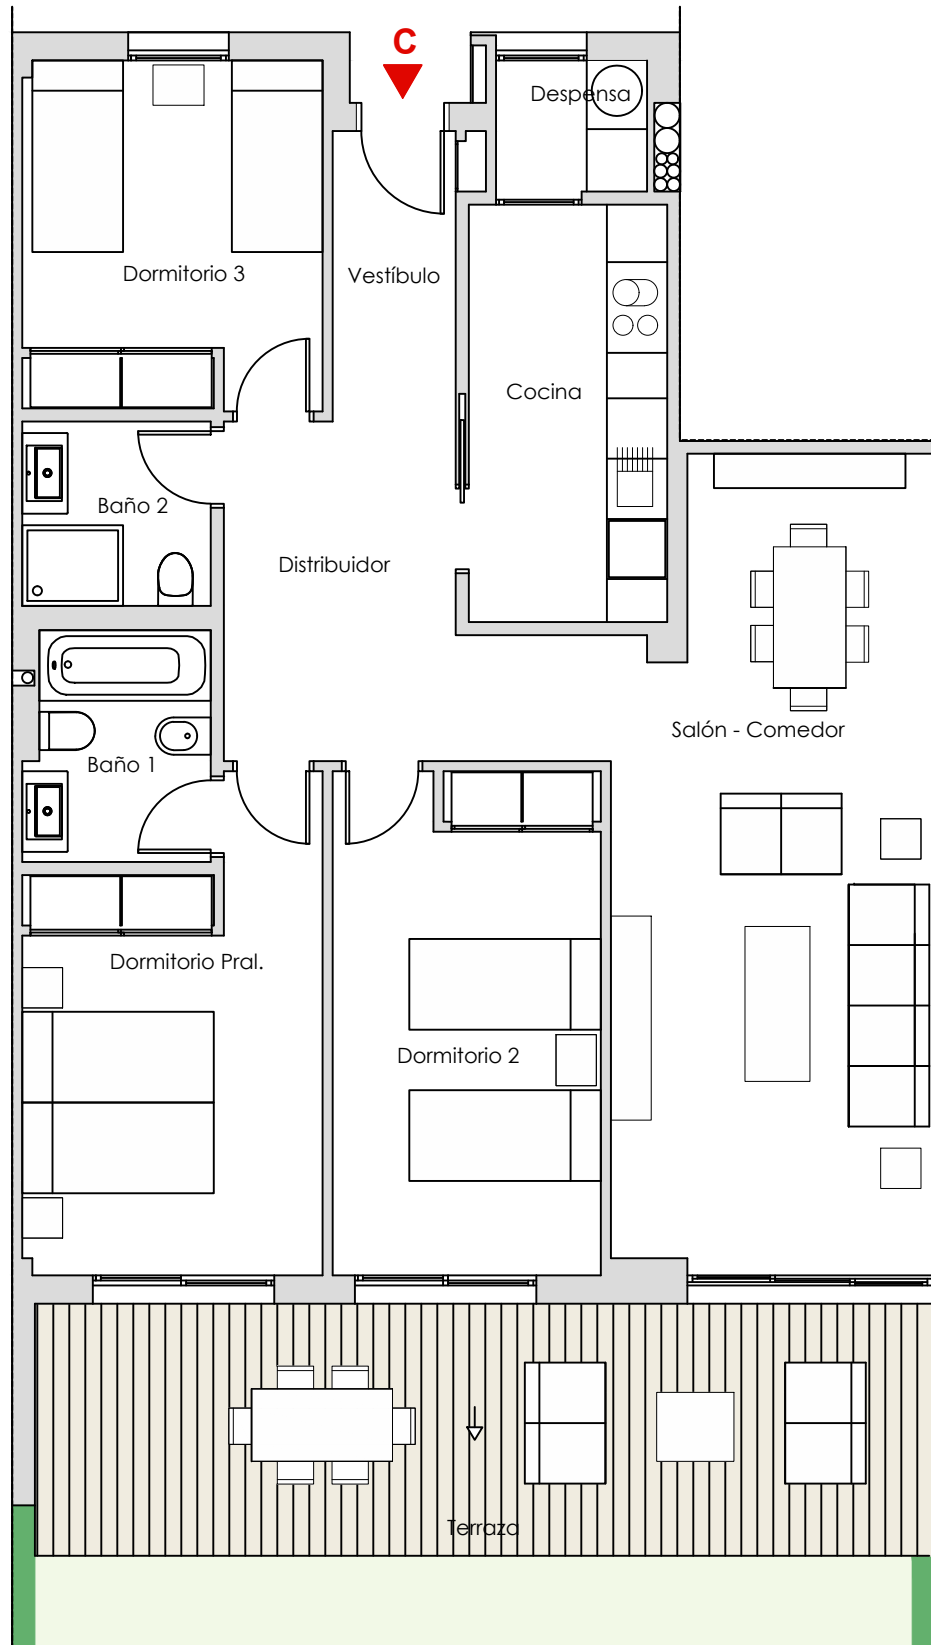 C
Despensa
Dormitorio 3
Vestíbulo
Cocina
Baño 2
Distribuidor
Salón - Comedor
Baño 1
Dormitorio Pral.
Dormitorio 2
Terraza